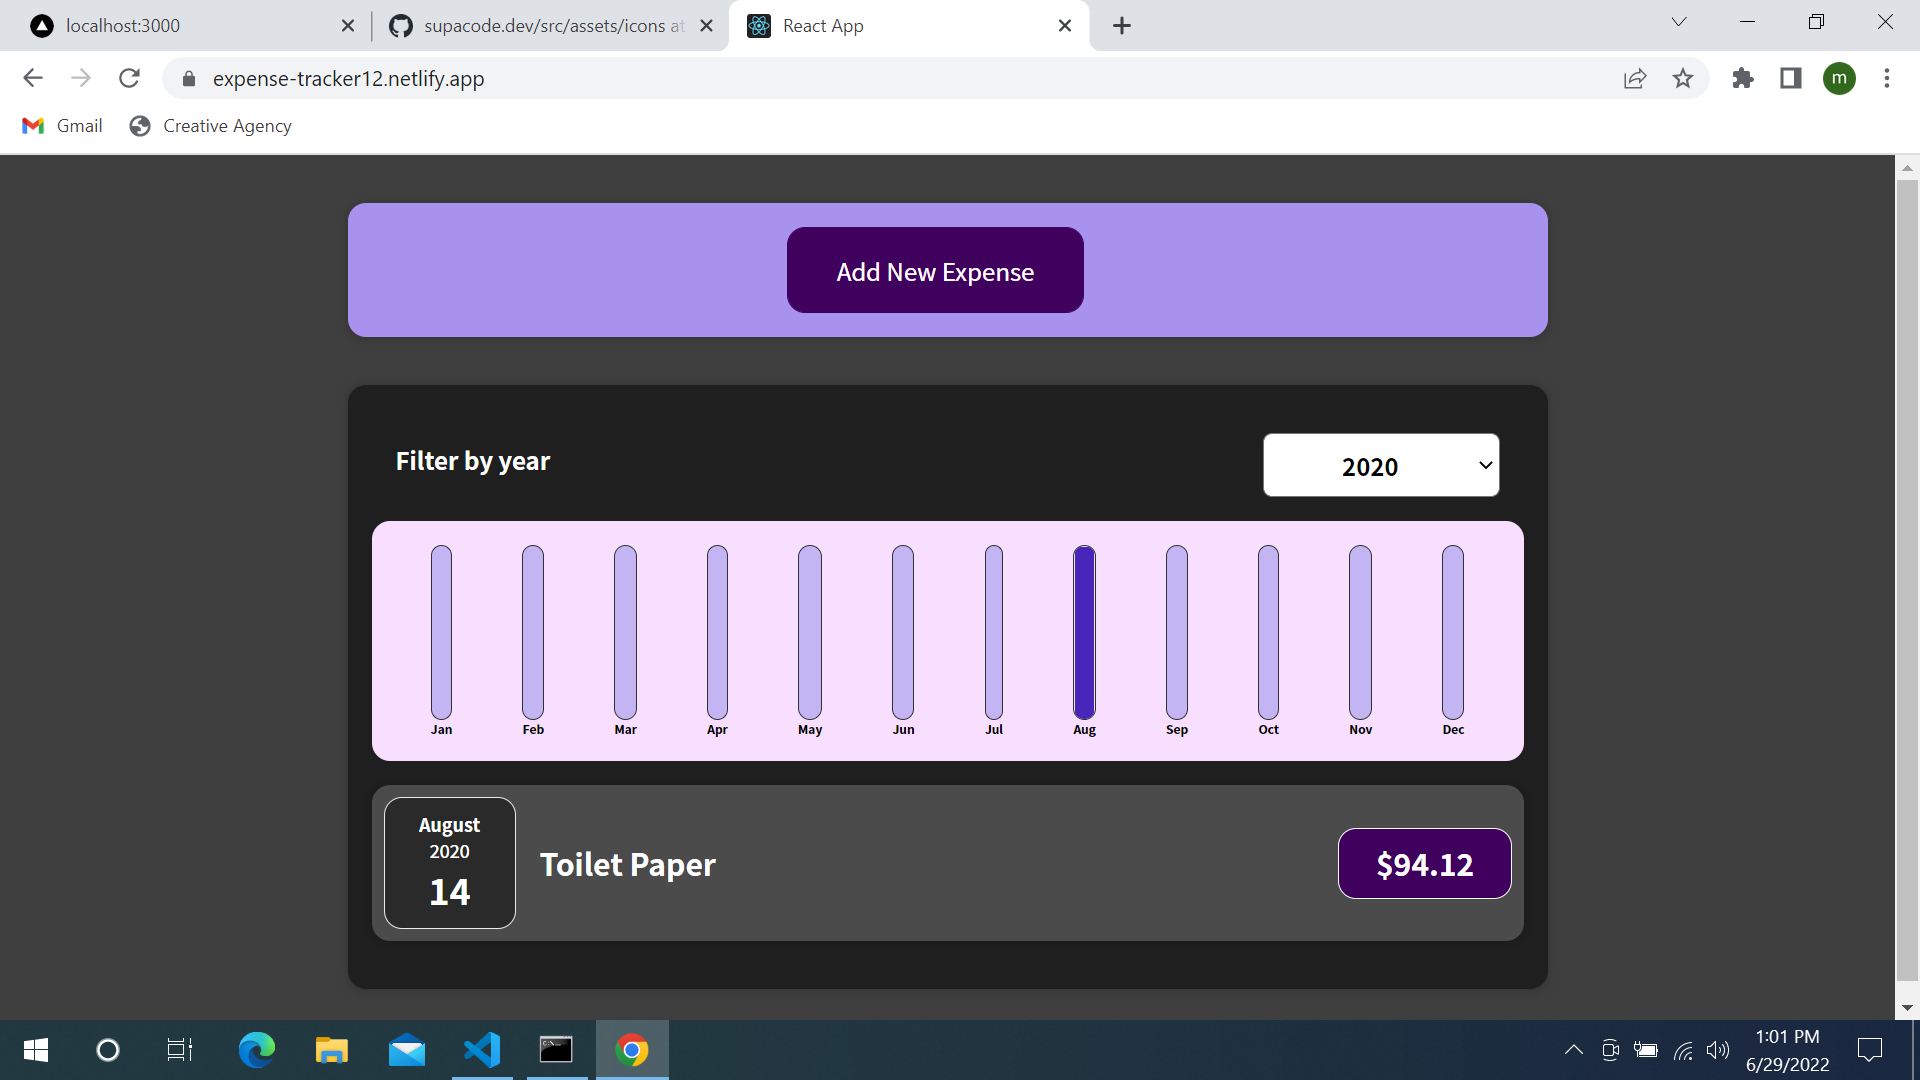 localhost:3000
supacode.dev/src/assets/icons at
React App
expense-tracker12.netlify.app
m
Gmail
Creative Agency
Add New Expense
Filter by year
2020
Jan Feb Mar Apr May Jun Jul Aug Sep Oct Nov Dec
August
2020
14
Toilet Paper
$94.12
1:01 PM
6/29/2022